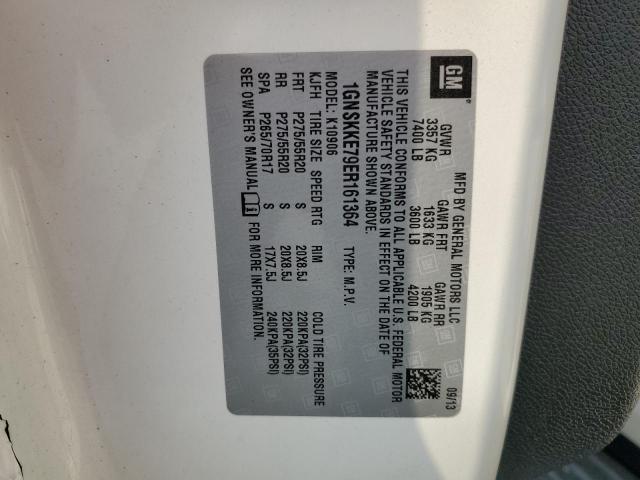 GM
MFD BY GENERAL MOTORS LLC
GVWR GAWR FRT GAWR RR
3357 KG 1633 KG 1905 KG
7400 LB 3600 LB 4200 LB
09/13
THIS VEHICLE CONFORMS TO ALL APPLICABLE U.S. FEDERAL MOTOR
VEHICLE SAFETY STANDARDS IN EFFECT ON THE DATE OF
MANUFACTURE SHOWN ABOVE.
1GNSKKE79ER161364 TYPE: M.P.V.
MODEL: K10906
KJFH TIRE SIZE SPEED RTG RIM COLD TIRE PRESSURE
FRT P275/55R20 S 20X8.5J 220KPA(32PSI)
RR P275/55R20 S 20X8.5J 220KPA(32PSI)
SPA P265/70R17 S 17X7.5J 240KPA(35PSI)
SEE OWNER'S MANUAL FOR MORE INFORMATION.